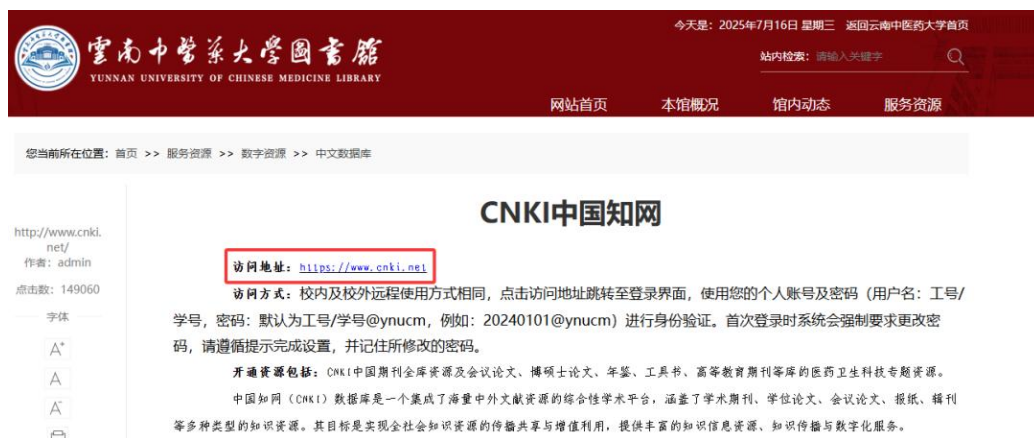 今天是：2025年7月16日 星期三 返回云南中医药大学首页
雲南中醫藥大學圖書館
YUNNAN UNIVERSITY OF CHINESE MEDICINE LIBRARY
站内检索：请输入关键字
网站首页 本馆概况 馆内动态 服务资源
您当前所在位置：首页 >> 服务资源 >> 数字资源 >> 中文数据库
CNKI中国知网
http://www.cnki.
net/
作者：admin
点击数：149060
字体
A+
A
A-
访问地址：https://www.cnki.net
访问方式：校内及校外远程使用方式相同，点击访问地址跳转至登录界面，使用您的个人账号及密码（用户名：工号/
学号，密码：默认为工号/学号@ynucm，例如：20240101@ynucm）进行身份验证。首次登录时系统会强制要求更改密
码，请遵循提示完成设置，并记住所修改的密码。
开通资源包括：CNKI中国期刊全库资源及会议论文、博硕士论文、年鉴、工具书、高等教育期刊等库的医药卫生科技专题资源。
中国知网（CNKI）数据库是一个集成了海量中外文献资源的综合性学术平台，涵盖了学术期刊、学位论文、会议论文、报纸、辑刊
等多种类型的知识资源。其目标是实现全社会知识资源的传播共享与增值利用，提供丰富的知识信息资源、知识传播与数字化服务。